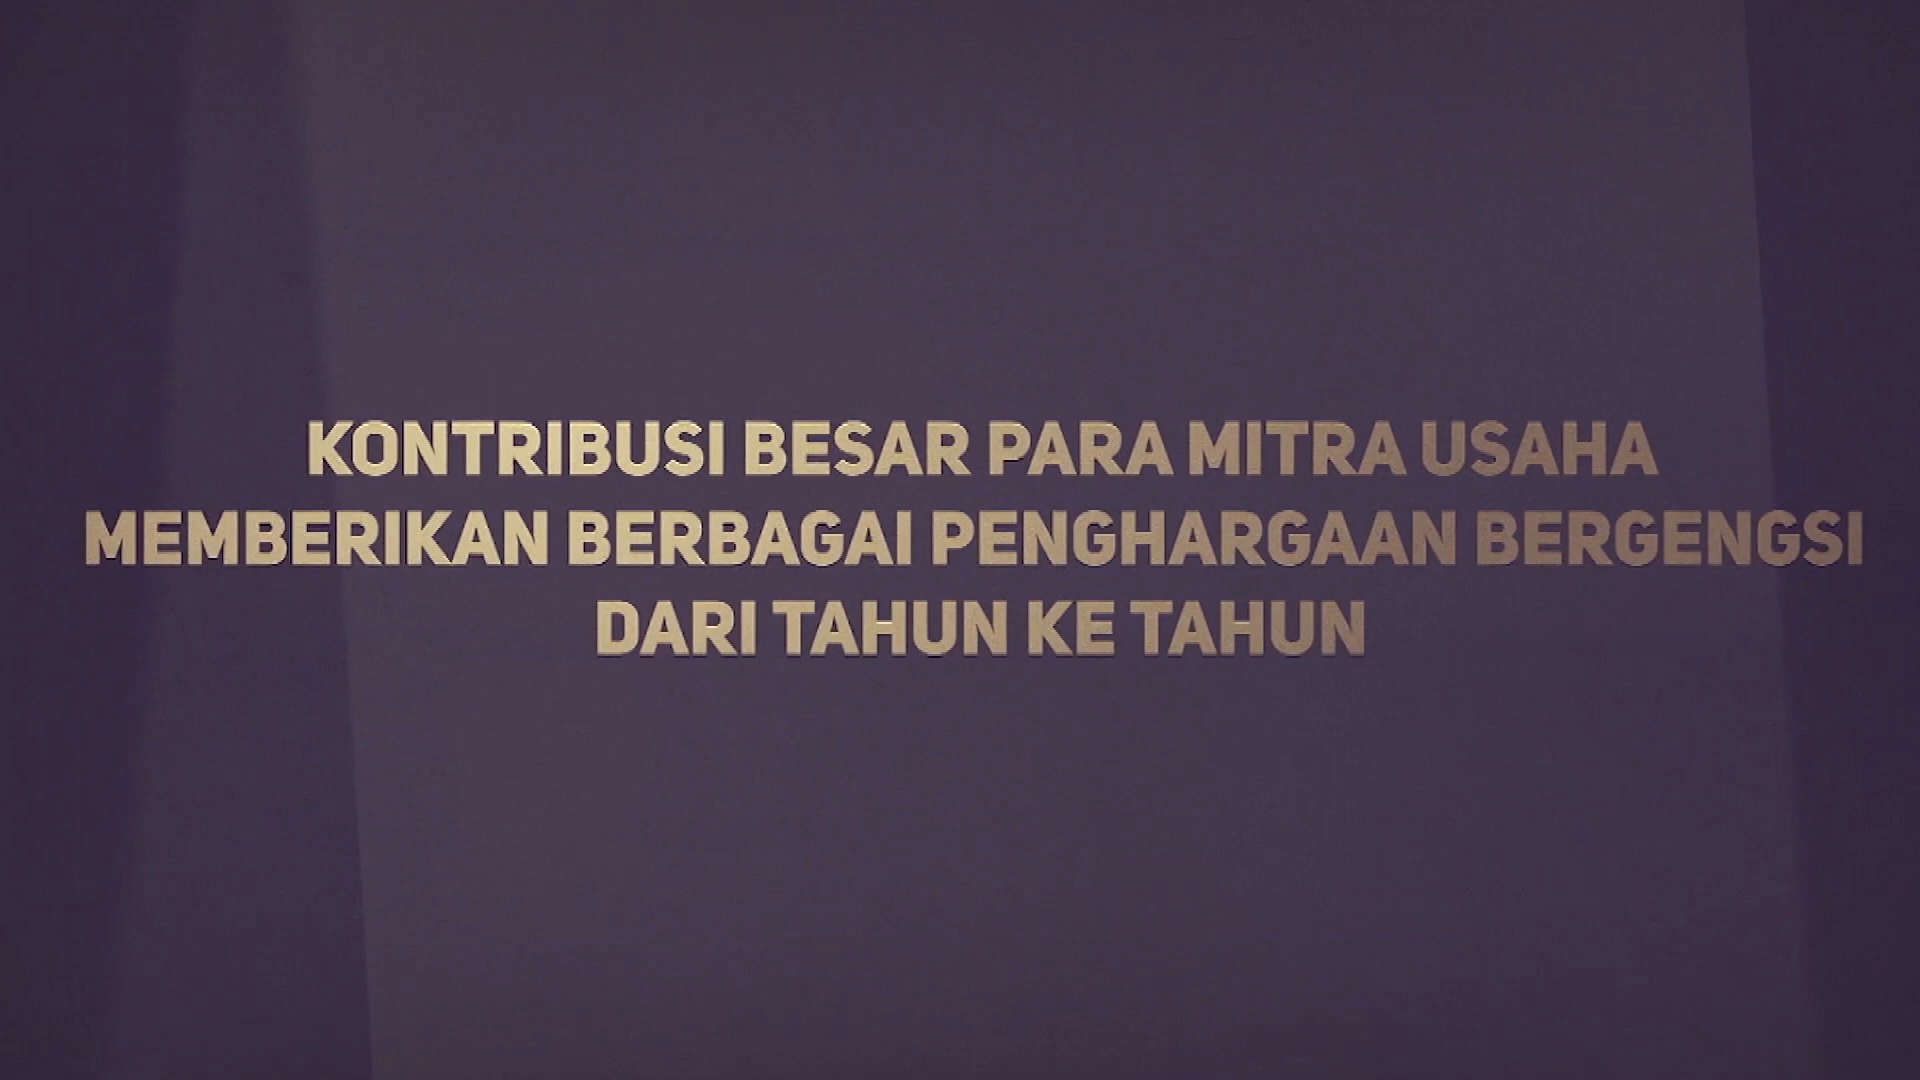 KONTRIBUSI BESAR PARA MITRA USAHA
MEMBERIKAN BERBAGAI PENGHARGAAN BERGENGSI
DARI TAHUN KE TAHUN